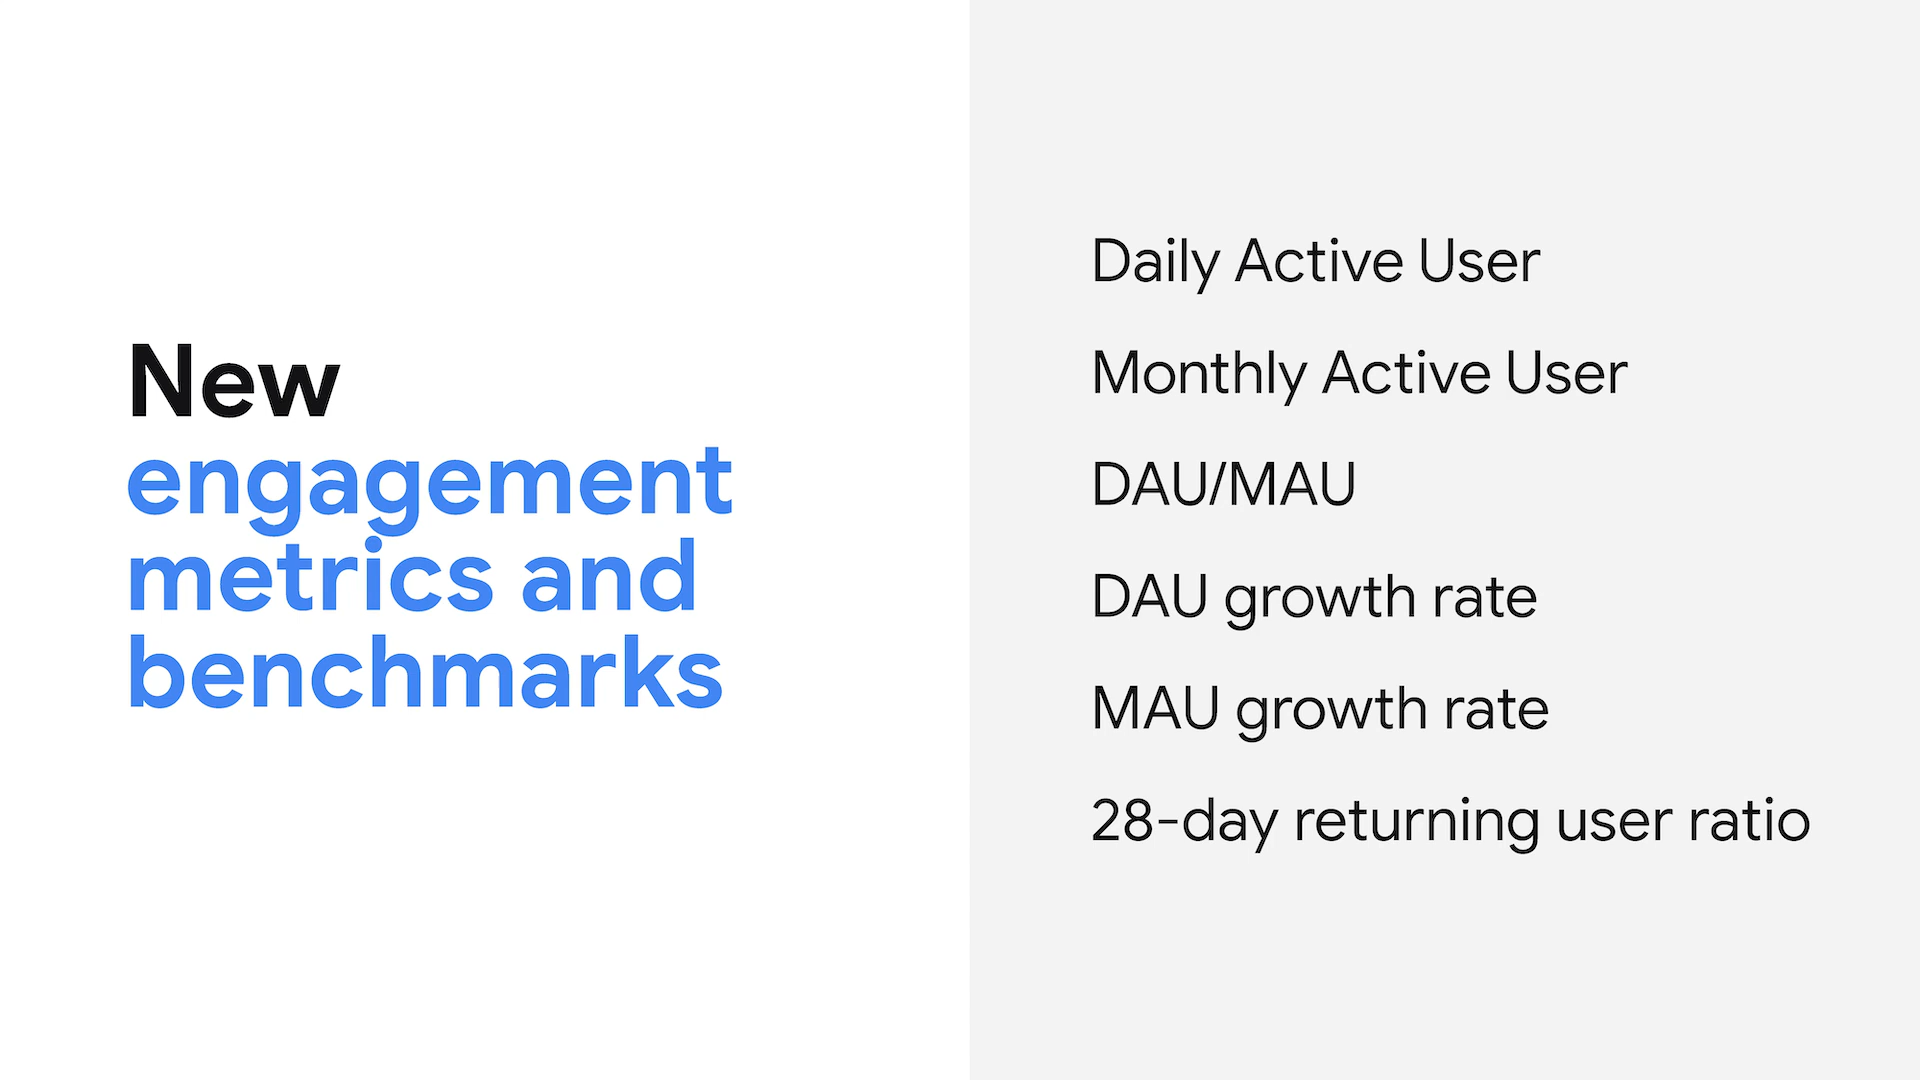 New
engagement
metrics and
benchmarks
Daily Active User
Monthly Active User
DAU/MAU
DAU growth rate
MAU growth rate
28-day returning user ratio